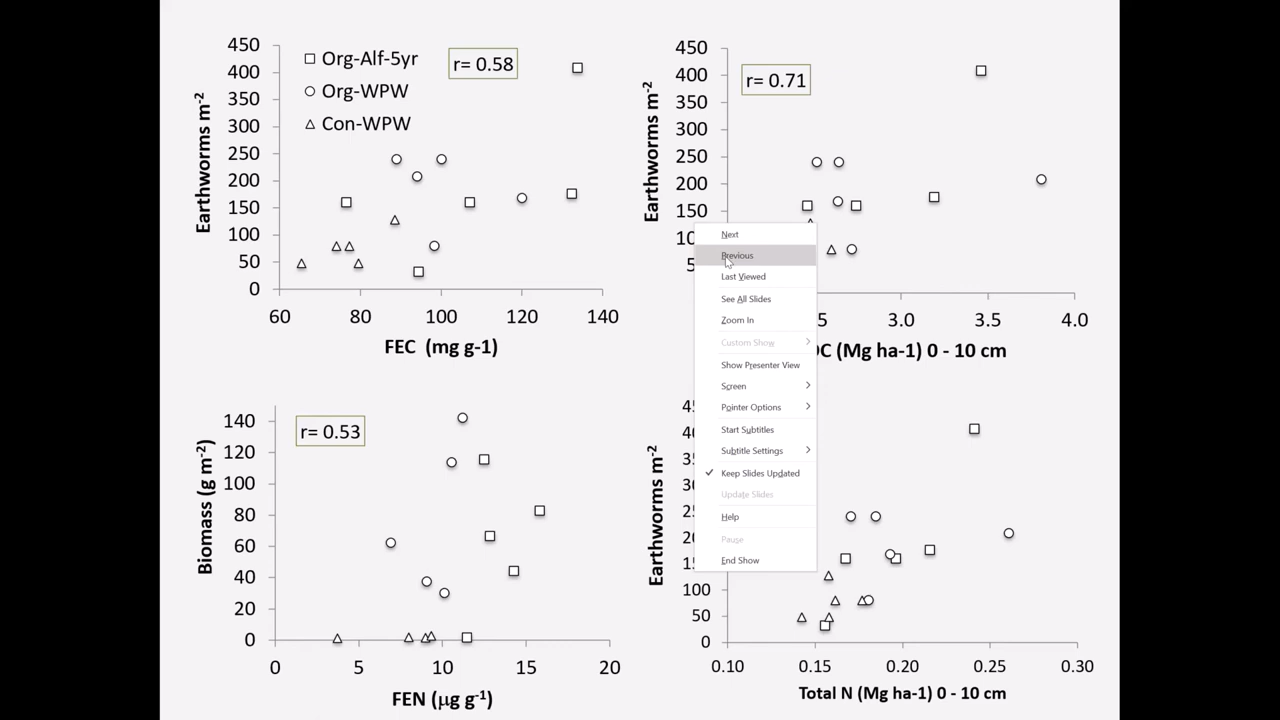 450
400
350
300
250
200
150
100
50
0
Earthworms m-2
Org-Alf-5yr
Org-WPW
Con-WPW
r= 0.58
60 80 100 120 140
FEC (mg g-1)
450
400
350
300
250
200
150
Earthworms m-2
r= 0.71
3.0 3.5 4.0
(Mg ha-1) 0 - 10 cm
Next
Previous
Last Viewed
See All Slides
Zoom In
Custom Show
Show Presenter View
Screen
Pointer Options
Start Subtitles
Subtitle Settings
Keep Slides Updated
Update Slides
Help
Pause
End Show
140
120
100
80
60
40
20
0
Biomass (g m-2)
r= 0.53
0 5 10 15 20
FEN (µg g-1)
Earthworms m-2
100
50
0
0.10 0.15 0.20 0.25 0.30
Total N (Mg ha-1) 0 - 10 cm